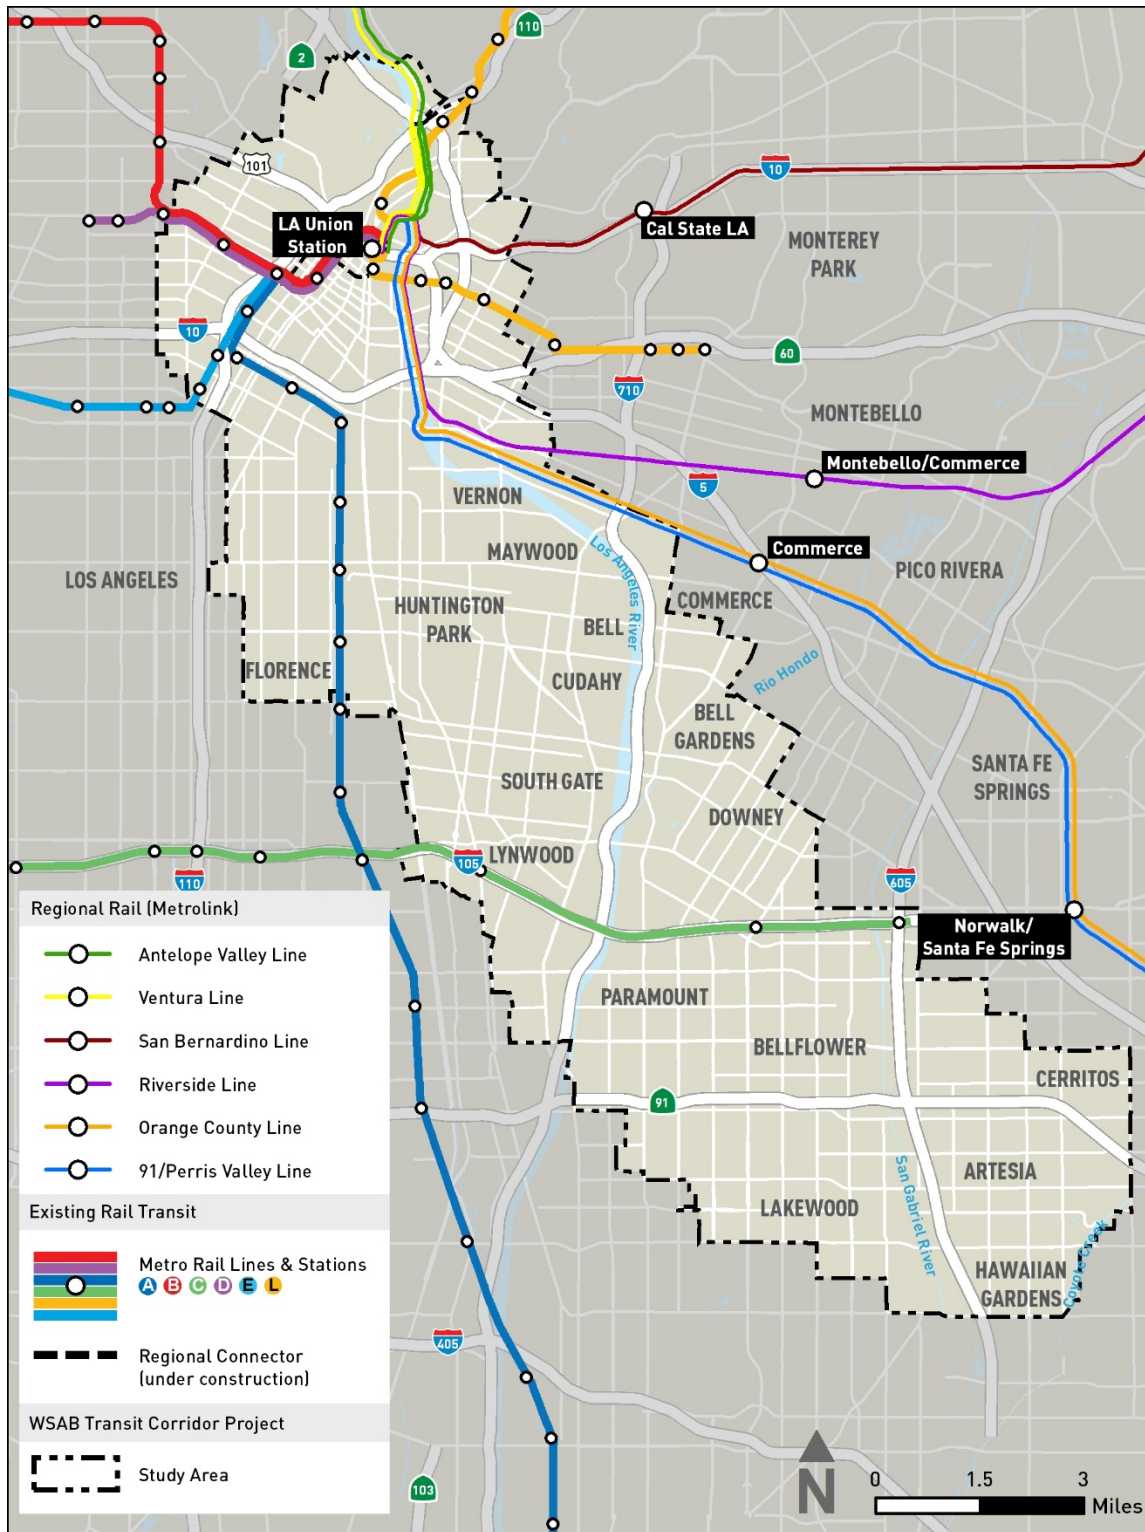 110
2
101
10
LA Union
Station
Cal State LA
MONTEREY
PARK
10
60
710
MONTEBELLO
Montebello/Commerce
5
VERNON
Commerce
MAYWOOD
Los Angeles River
PICO RIVERA
LOS ANGELES
COMMERCE
HUNTINGTON
PARK
BELL
Rio Hondo
FLORENCE
CUDAHY
BELL
GARDENS
SANTA FE
SPRINGS
SOUTH GATE
DOWNEY
105
LYNWOOD
110
605
Norwalk/
Santa Fe Springs
PARAMOUNT
BELLFLOWER
CERRITOS
91
ARTESIA
San Gabriel River
LAKEWOOD
Coyote Creek
HAWAIIAN
GARDENS
405
103
Regional Rail (Metrolink)
Antelope Valley Line
Ventura Line
San Bernardino Line
Riverside Line
Orange County Line
91/Perris Valley Line
Existing Rail Transit
Metro Rail Lines & Stations
A B C D E L
Regional Connector
(under construction)
WSAB Transit Corridor Project
Study Area
N
0 1.5 3
Miles